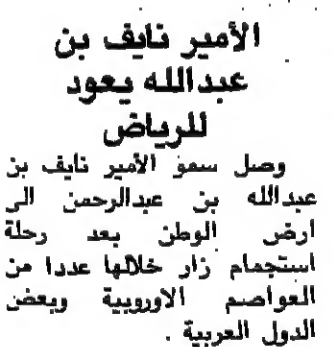 الأمير نايف بن
عبدالله يعود
للرياض
وصل سمو الأمير نايف بن
عبدالله بن عبدالرحمن الى
ارض الوطن بعد رحلة
استجمام زار خلالها عددا من
العواصم الاوروبية وبعض
الدول العربية .